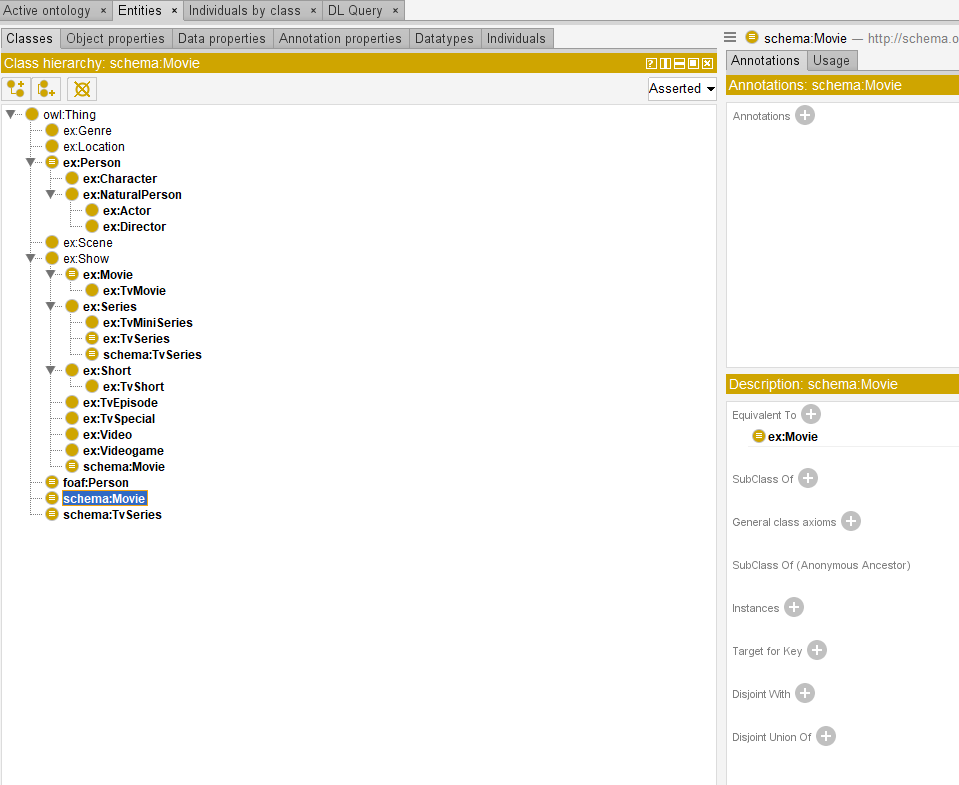 Active ontology × Entities × Individuals by class × DL Query ×
Classes Object properties Data properties Annotation properties Datatypes Individuals
Class hierarchy: schema:Movie
Asserted
owl:Thing
ex:Genre
ex:Location
ex:Person
ex:Character
ex:NaturalPerson
ex:Actor
ex:Director
ex:Scene
ex:Show
ex:Movie
ex:TvMovie
ex:Series
ex:TvMiniSeries
ex:TvSeries
schema:TvSeries
ex:Short
ex:TvShort
ex:TvEpisode
ex:TvSpecial
ex:Video
ex:Videogame
schema:Movie
foaf:Person
schema:Movie
schema:TvSeries
schema:Movie — http://schema.o
Annotations Usage
Annotations: schema:Movie
Annotations
Description: schema:Movie
Equivalent To
ex:Movie
SubClass Of
General class axioms
SubClass Of (Anonymous Ancestor)
Instances
Target for Key
Disjoint With
Disjoint Union Of